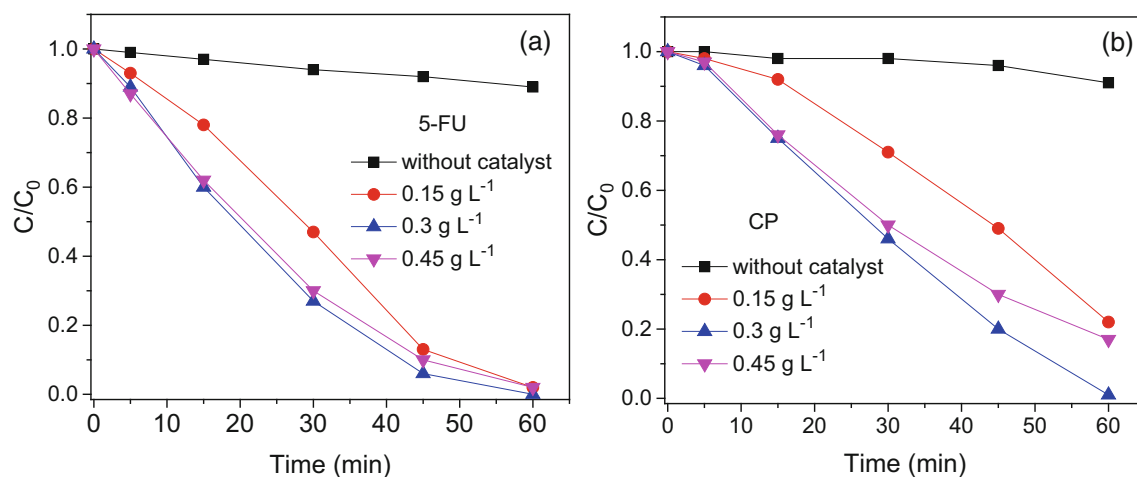 (a)
C/C₀
1.0
0.8
0.6
0.4
0.2
0.0
5-FU
without catalyst
0.15 g L⁻¹
0.3 g L⁻¹
0.45 g L⁻¹
0 10 20 30 40 50 60
Time (min)
(b)
C/C₀
1.0
0.8
0.6
0.4
0.2
0.0
CP
without catalyst
0.15 g L⁻¹
0.3 g L⁻¹
0.45 g L⁻¹
0 10 20 30 40 50 60
Time (min)